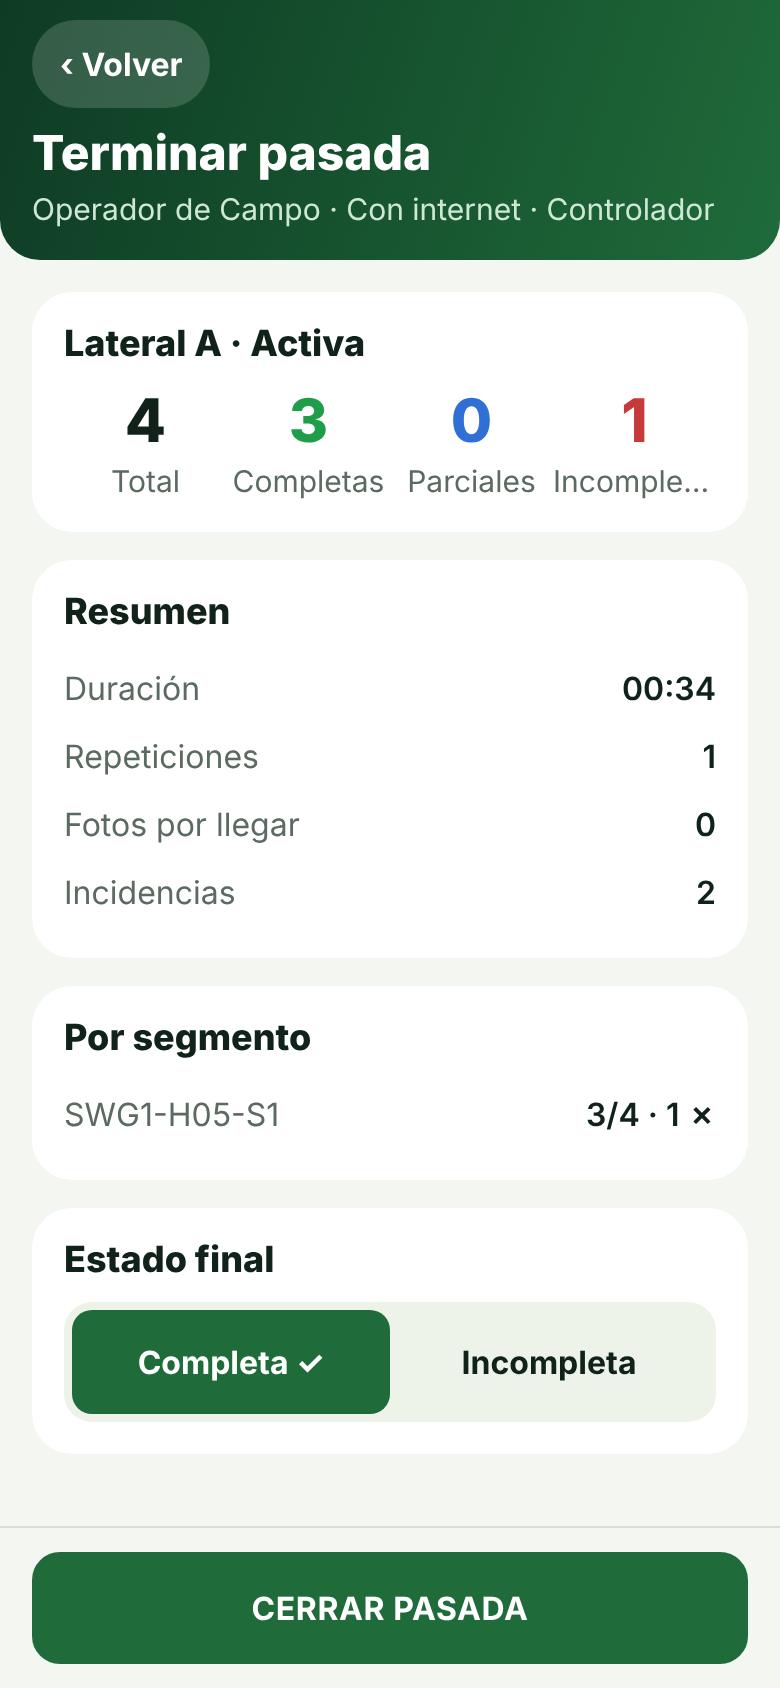 ‹ Volver
Terminar pasada
Operador de Campo · Con internet · Controlador
Lateral A · Activa
4 3 0 1
Total Completas Parciales Incomple...
Resumen
Duración 00:34
Repeticiones 1
Fotos por llegar 0
Incidencias 2
Por segmento
SWG1-H05-S1 3/4 · 1 ×
Estado final
Completa ✓ Incompleta
CERRAR PASADA